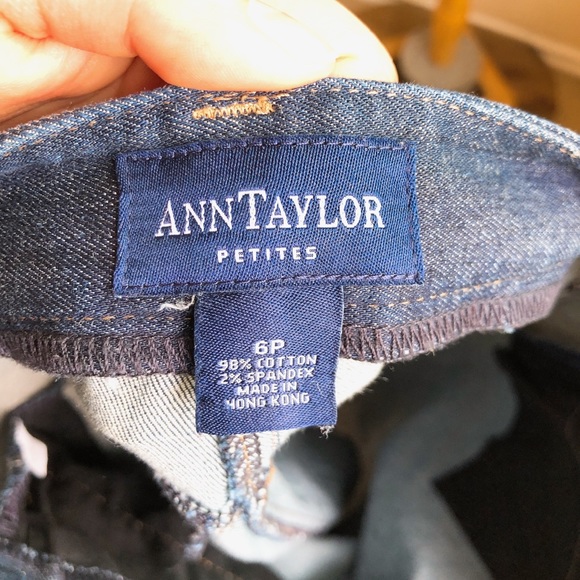 ANNTAYLOR
PETITES
6P
98% COTTON
2% SPANDEX
MADE IN
HONG KONG